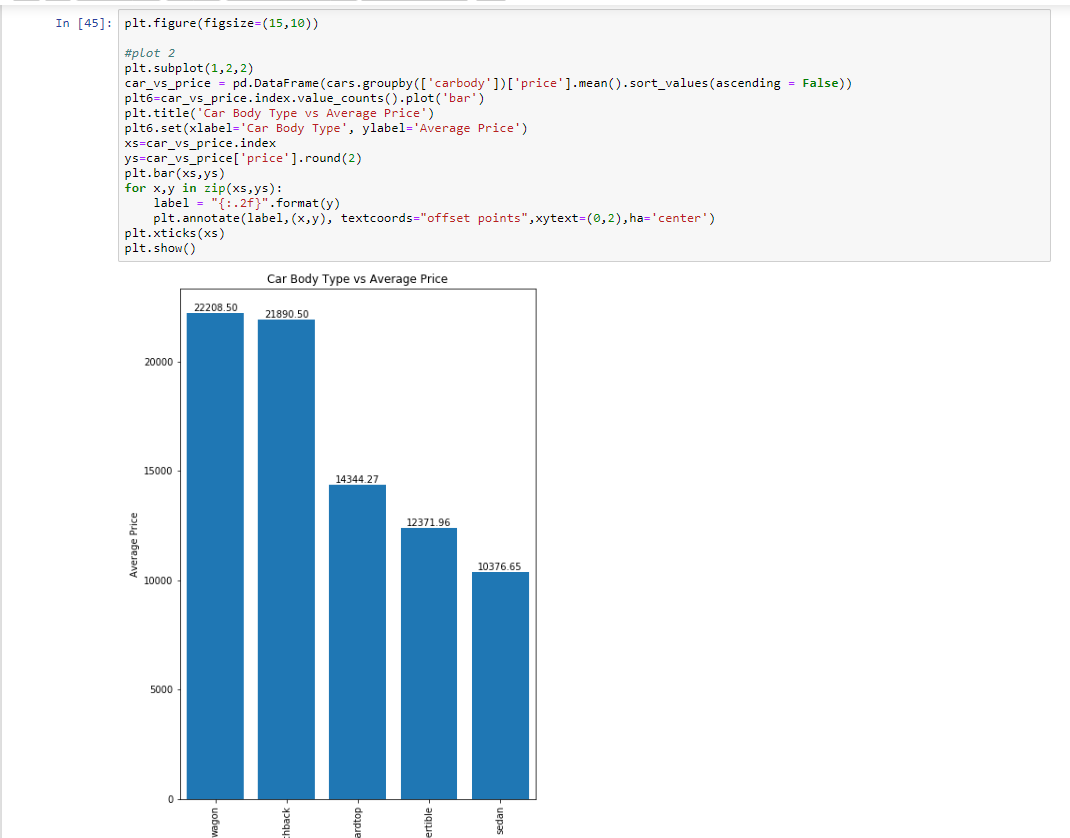 In [45]: plt.figure(figsize=(15,10))
#plot 2
plt.subplot(1,2,2)
car_vs_price = pd.DataFrame(cars.groupby(['carbody'])['price'].mean().sort_values(ascending = False))
plt6=car_vs_price.index.value_counts().plot('bar')
plt.title('Car Body Type vs Average Price')
plt6.set(xlabel='Car Body Type', ylabel='Average Price')
xs=car_vs_price.index
ys=car_vs_price['price'].round(2)
plt.bar(xs,ys)
for x,y in zip(xs,ys):
    label = "{:.2f}".format(y)
    plt.annotate(label,(x,y), textcoords="offset points",xytext=(0,2),ha='center')
plt.xticks(xs)
plt.show()
Car Body Type vs Average Price
22208.50
21890.50
14344.27
12371.96
10376.65
20000
15000
10000
5000
0
Average Price
wagon
hback
ardtop
ertible
sedan